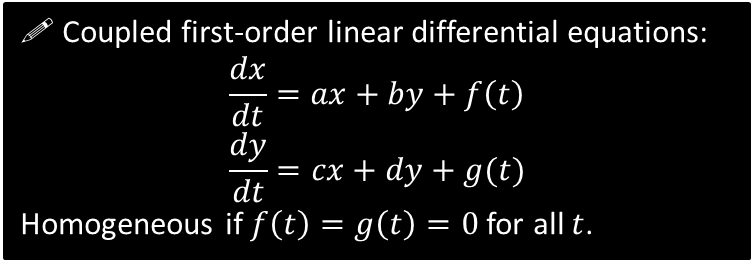 Coupled first-order linear differential equations:
dx/dt = ax + by + f(t)
dy/dt = cx + dy + g(t)
Homogeneous if f(t) = g(t) = 0 for all t.